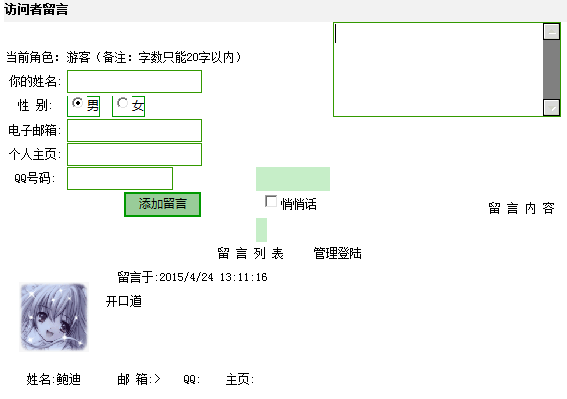 访问者留言
当前角色：游客（备注：字数只能20字以内）
你的姓名:
性 别: 男 女
电子邮箱:
个人主页:
QQ号码:
添加留言 悄悄话 留 言 内 容
留 言 列 表 管理登陆
留言于:2015/4/24 13:11:16
开口道
姓名:鲍迪 邮 箱:> QQ: 主页: